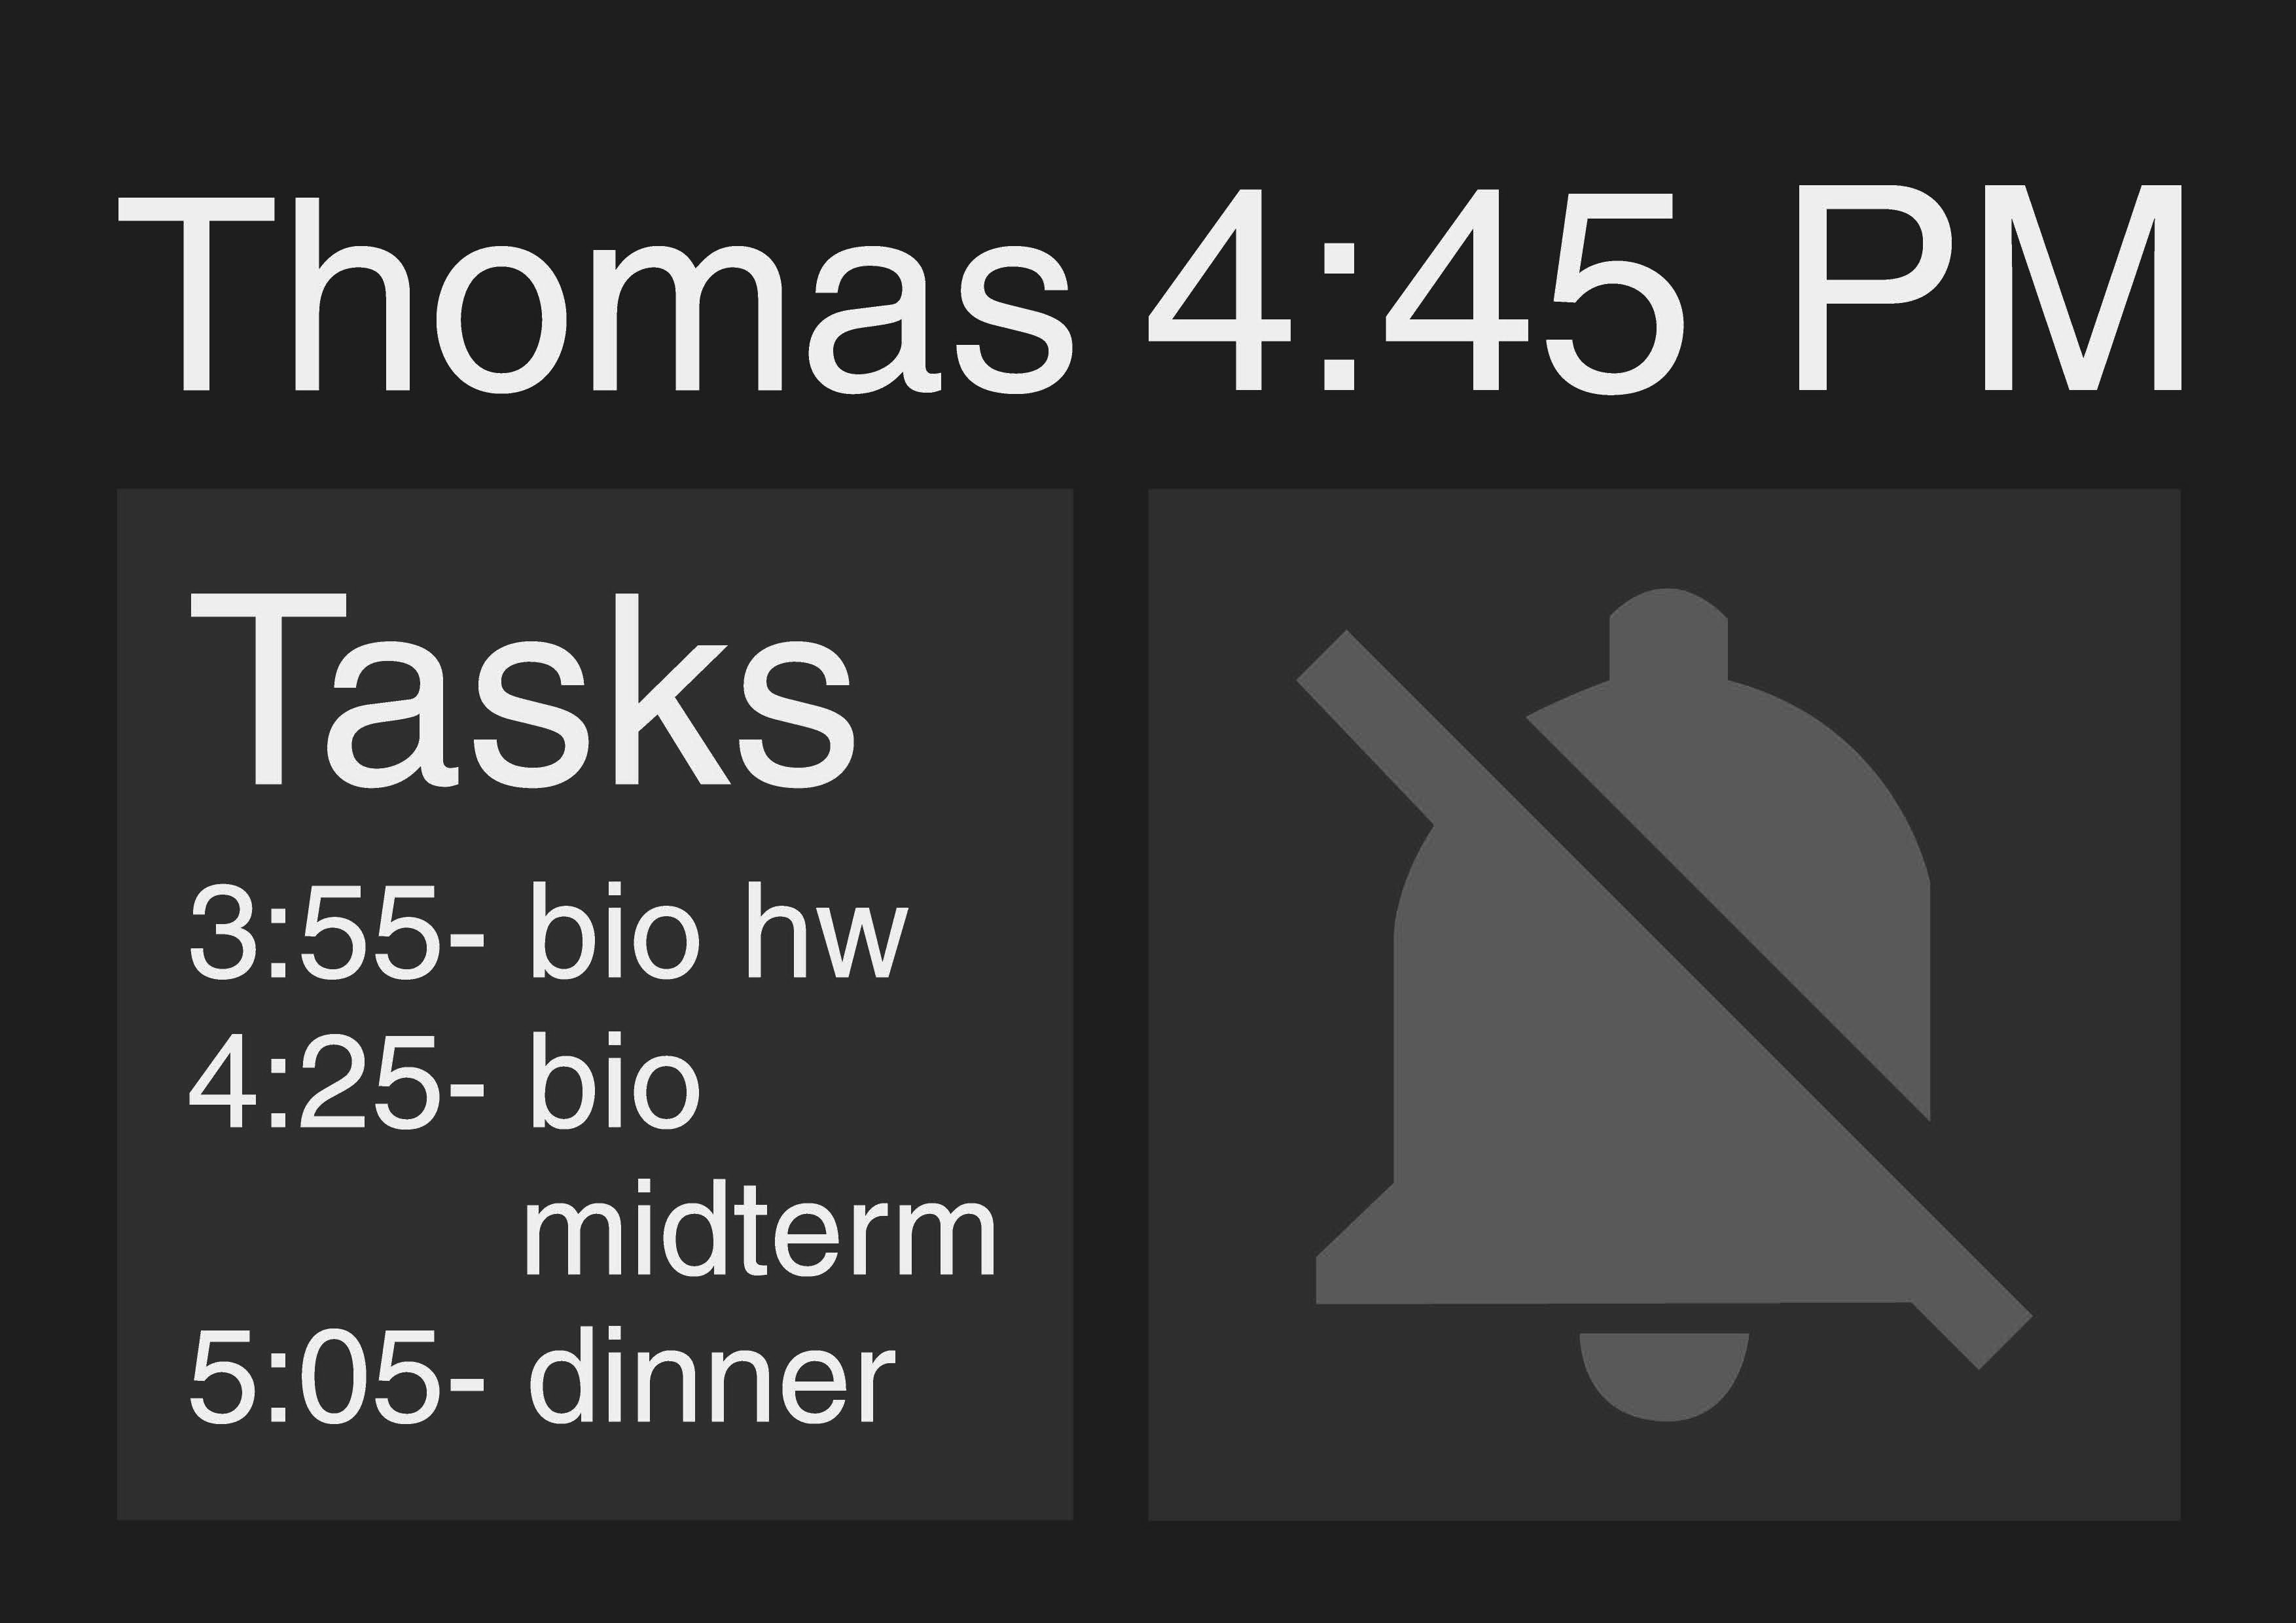 Thomas 4:45 PM
Tasks
3:55- bio hw
4:25- bio
midterm
5:05- dinner